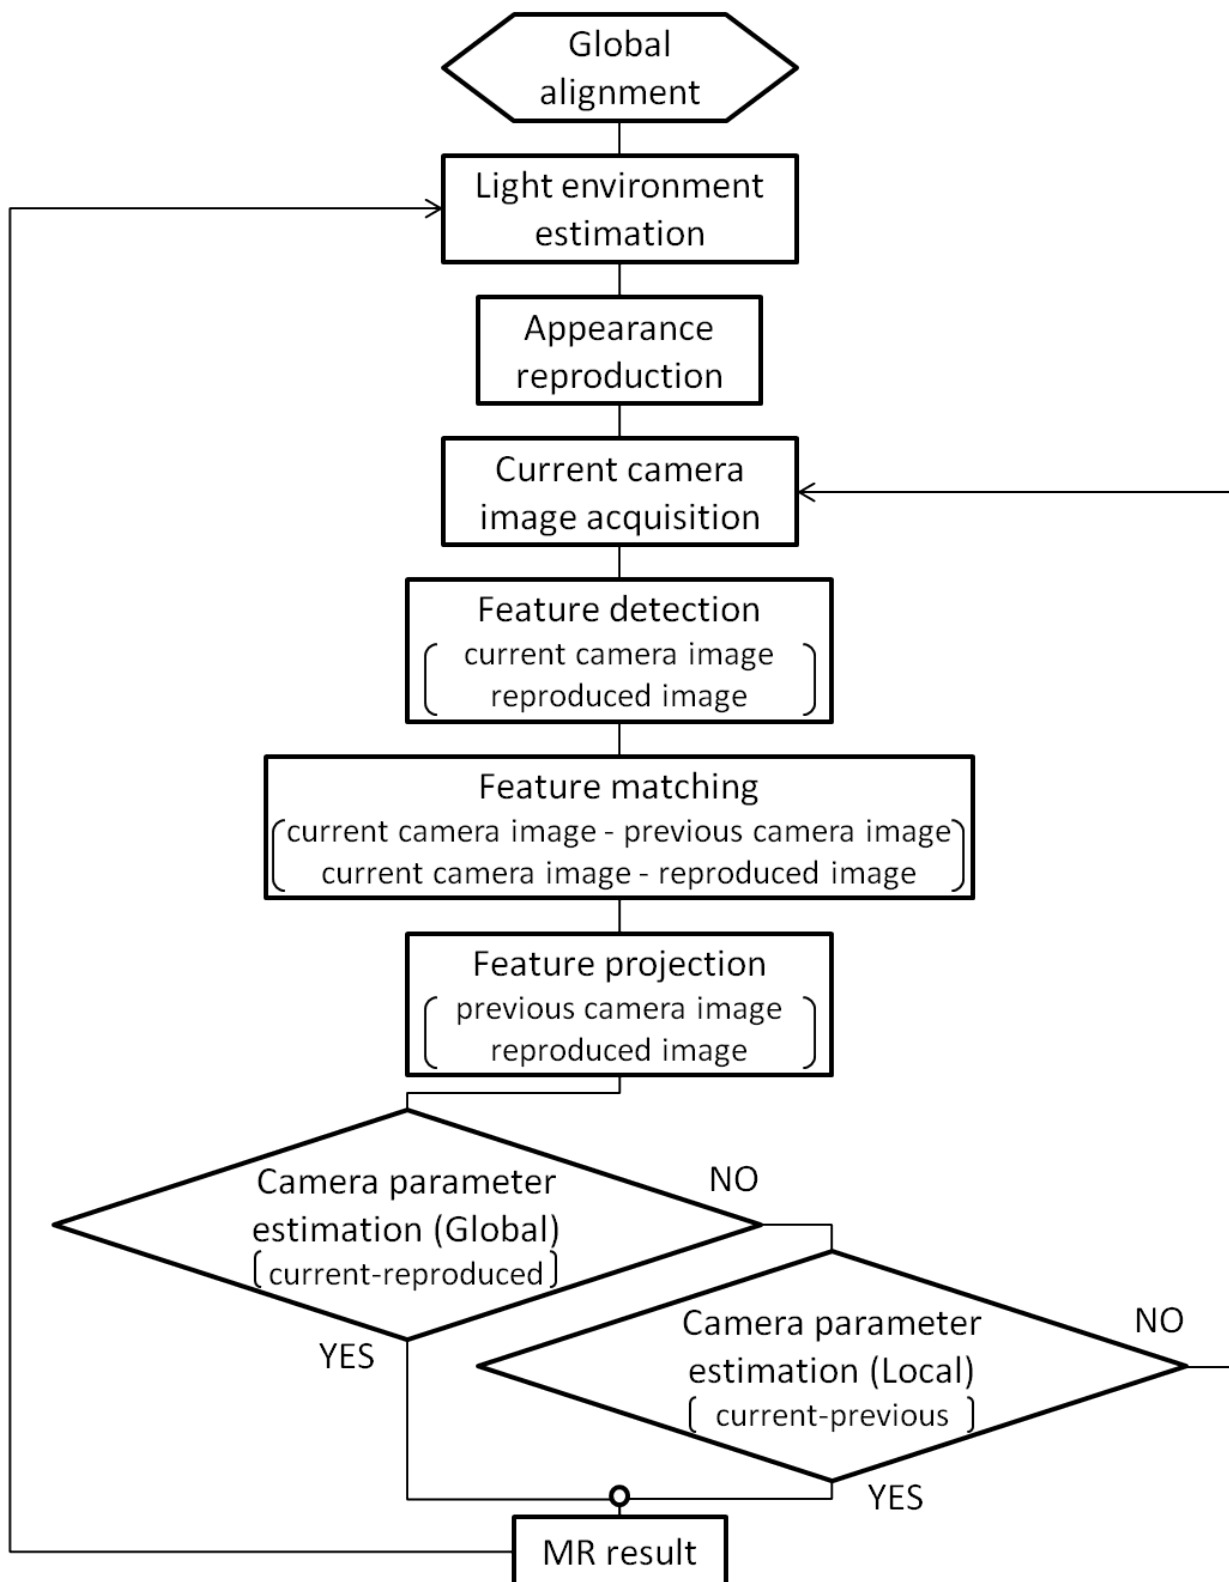 Global
alignment
Light environment
estimation
Appearance
reproduction
Current camera
image acquisition
Feature detection
current camera image
reproduced image
Feature matching
current camera image - previous camera image
current camera image - reproduced image
Feature projection
previous camera image
reproduced image
Camera parameter
estimation (Global)
current-reproduced
NO
YES
Camera parameter
estimation (Local)
current-previous
NO
YES
MR result